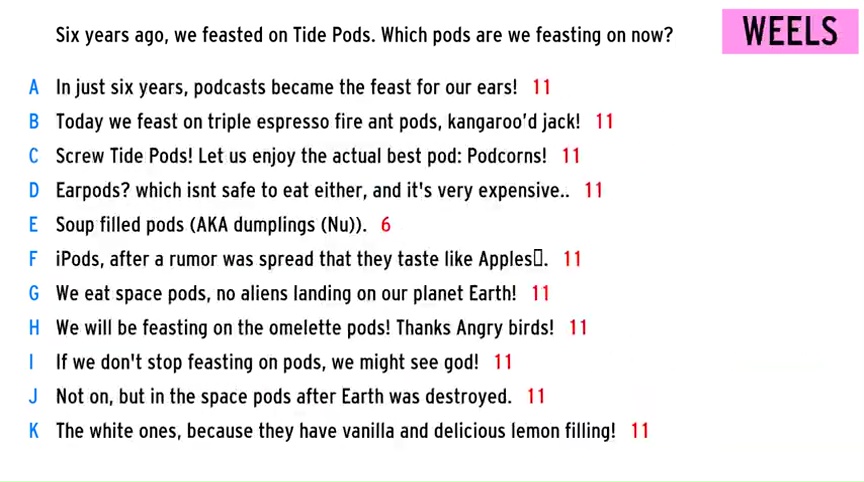 Six years ago, we feasted on Tide Pods. Which pods are we feasting on now?
WEELS
A In just six years, podcasts became the feast for our ears! 11
B Today we feast on triple espresso fire ant pods, kangaroo'd jack! 11
C Screw Tide Pods! Let us enjoy the actual best pod: Podcorns! 11
D Earpods? which isnt safe to eat either, and it's very expensive.. 11
E Soup filled pods (AKA dumplings (Nu)). 6
F iPods, after a rumor was spread that they taste like Apples▯. 11
G We eat space pods, no aliens landing on our planet Earth! 11
H We will be feasting on the omelette pods! Thanks Angry birds! 11
I If we don't stop feasting on pods, we might see god! 11
J Not on, but in the space pods after Earth was destroyed. 11
K The white ones, because they have vanilla and delicious lemon filling! 11